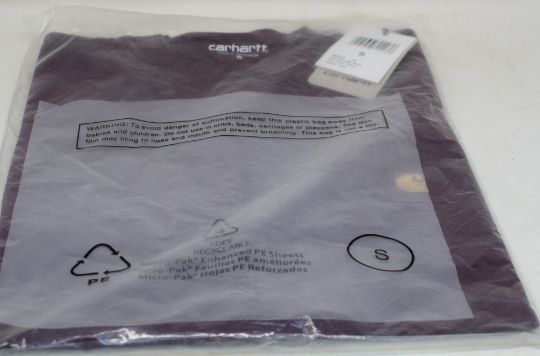 carhartt
S
S
WARNING: To avoid danger of suffocation, keep this plastic bag away from
babies and children. Do not use in cribs, beds, carriages or playpens. The thin
film may cling to nose and mouth and prevent breathing. This bag is not a toy.
LDPE
RECYCLABLE
Micro-Pak® Enhanced PE Sheets
Micro-Pak® Feuilles PE améliorées
Micro-Pak® Hojas PE Reforzadas
PE
S